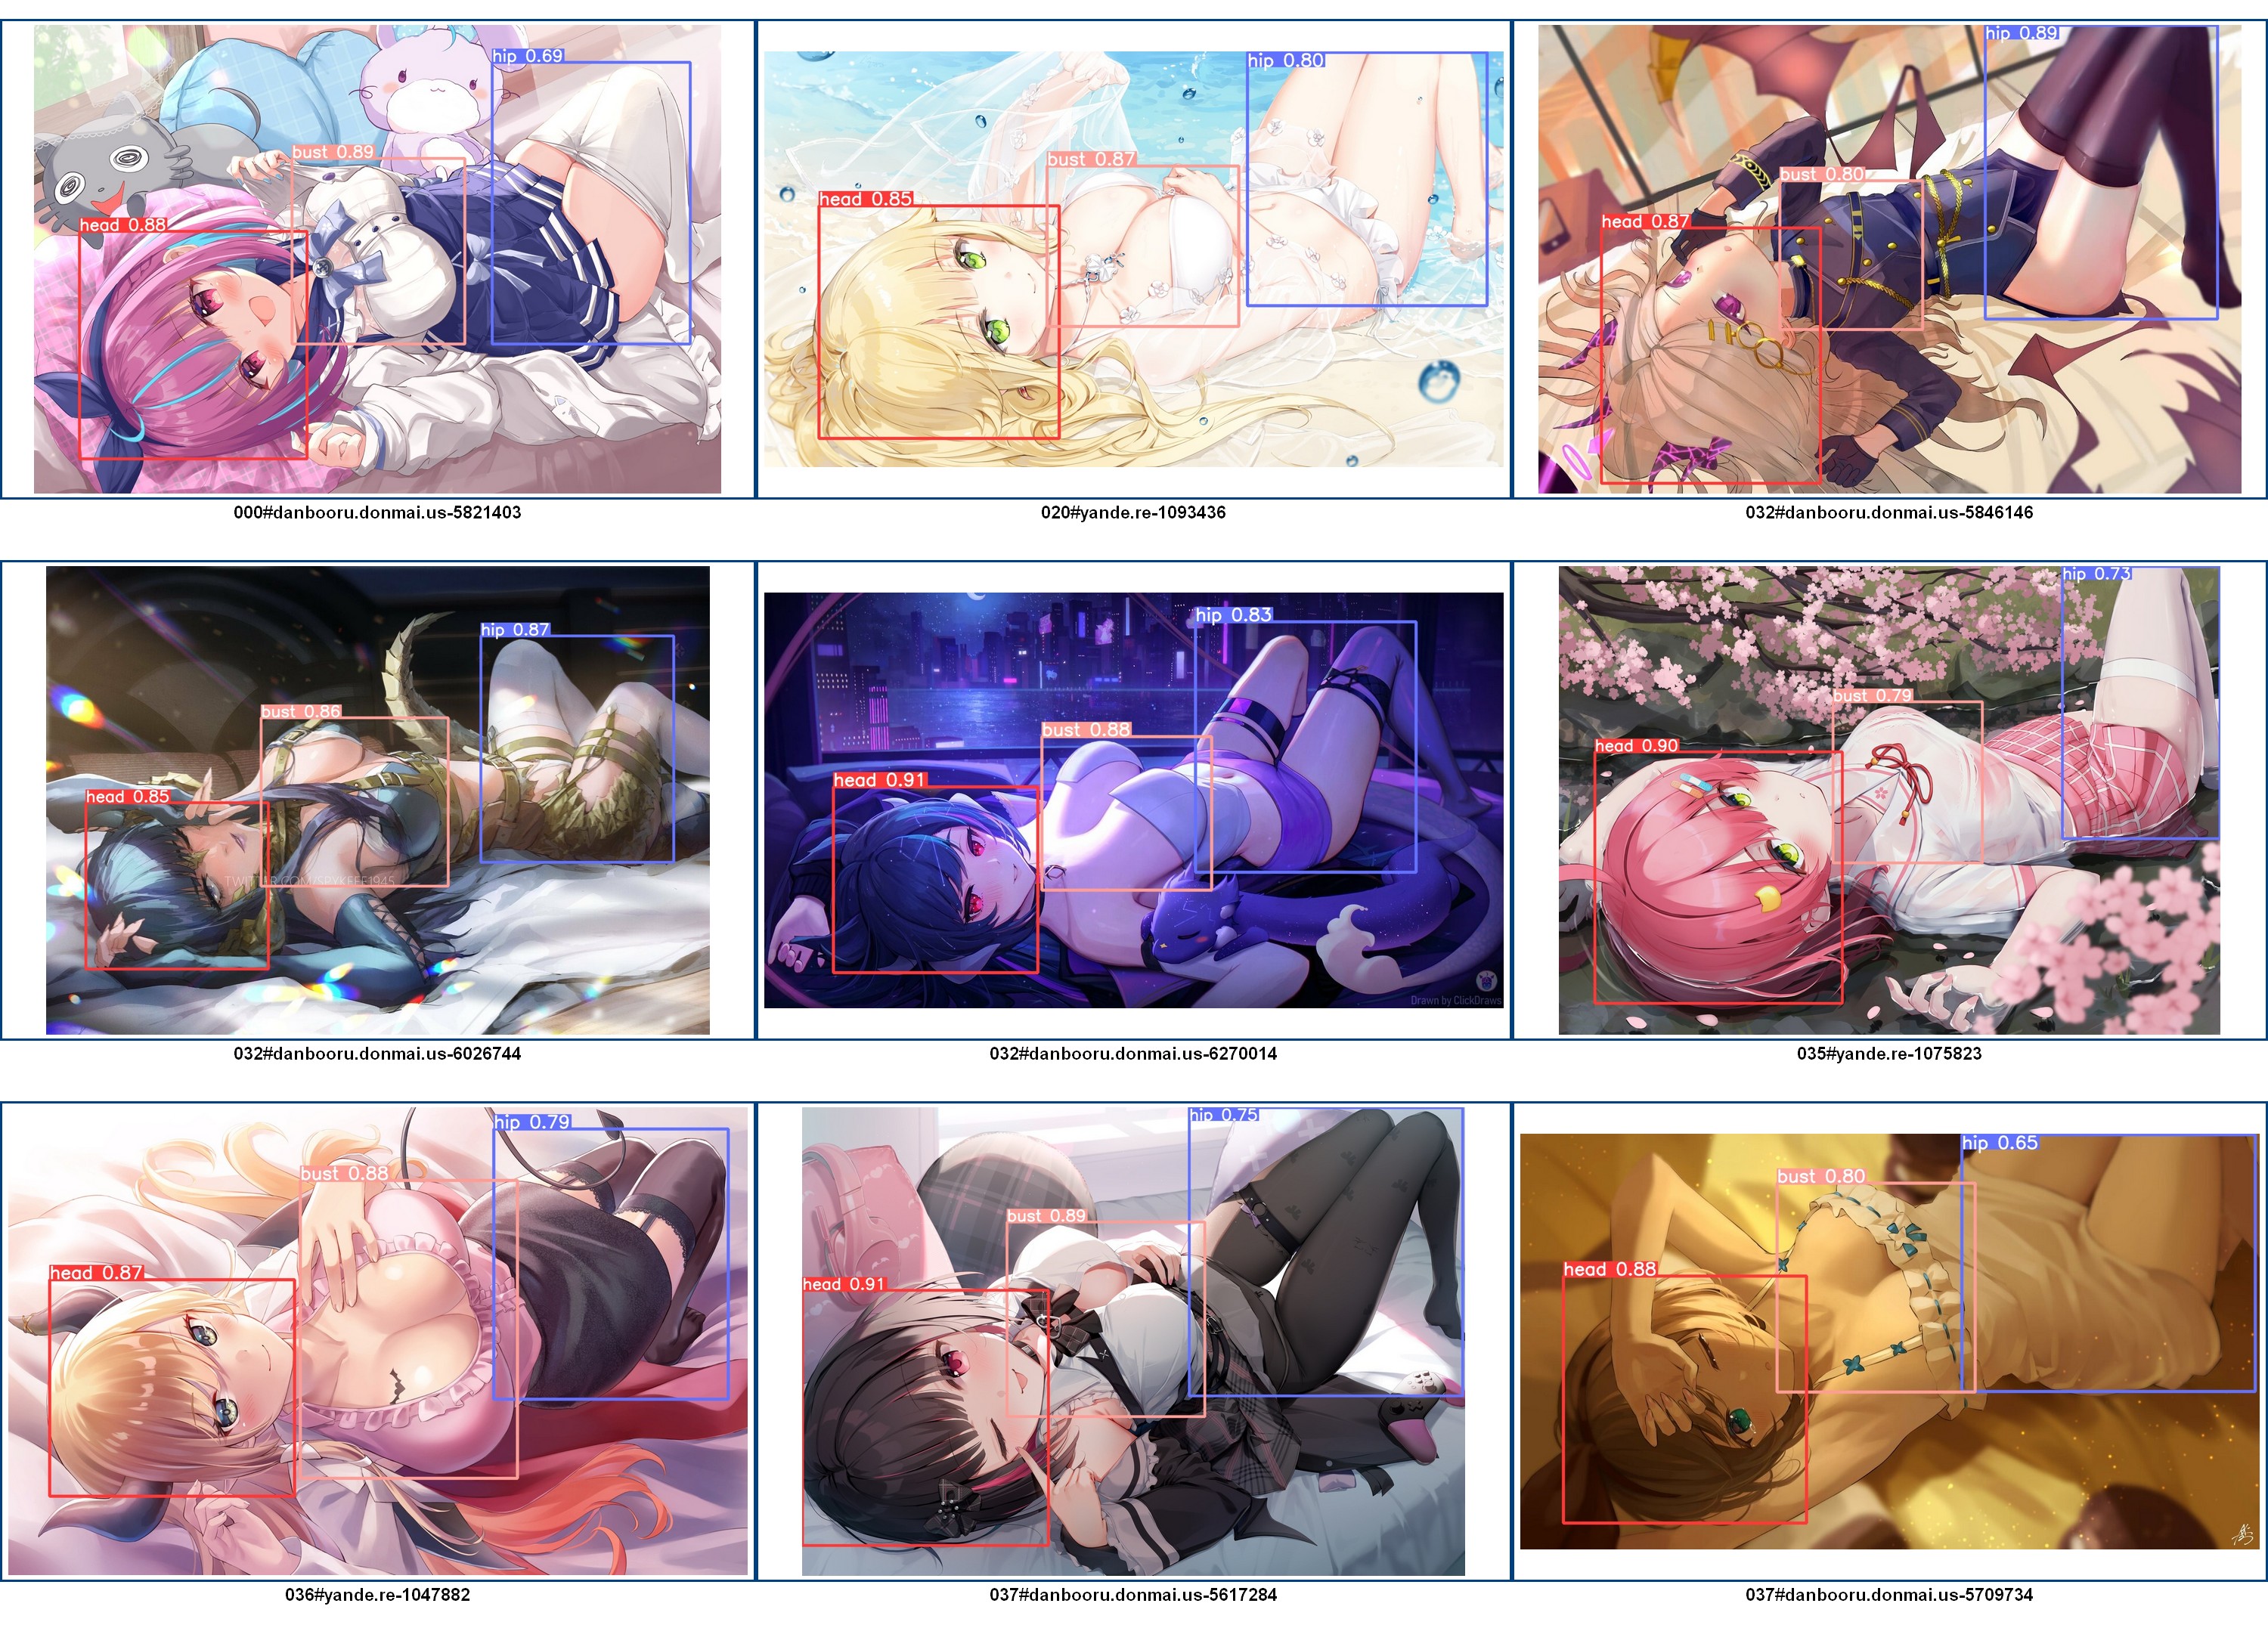 hip 0.69
bust 0.89
head 0.88
000#danbooru.donmai.us-5821403
hip 0.80
bust 0.87
head 0.85
020#yande.re-1093436
hip 0.89
bust 0.80
head 0.87
032#danbooru.donmai.us-5846146
hip 0.87
bust 0.86
head 0.85
TWITTER.COM/SPYKEEE1945
032#danbooru.donmai.us-6026744
hip 0.83
bust 0.88
head 0.91
Drawn by ClickDraws
032#danbooru.donmai.us-6270014
hip 0.73
bust 0.79
head 0.90
035#yande.re-1075823
hip 0.79
bust 0.88
head 0.87
036#yande.re-1047882
hip 0.75
bust 0.89
head 0.91
037#danbooru.donmai.us-5617284
hip 0.65
bust 0.80
head 0.88
037#danbooru.donmai.us-5709734